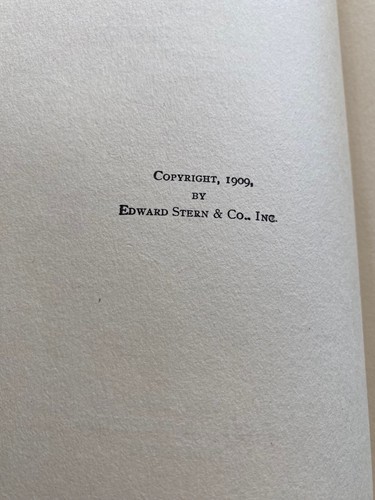 Copyright, 1909,
by
Edward Stern & Co., Inc.